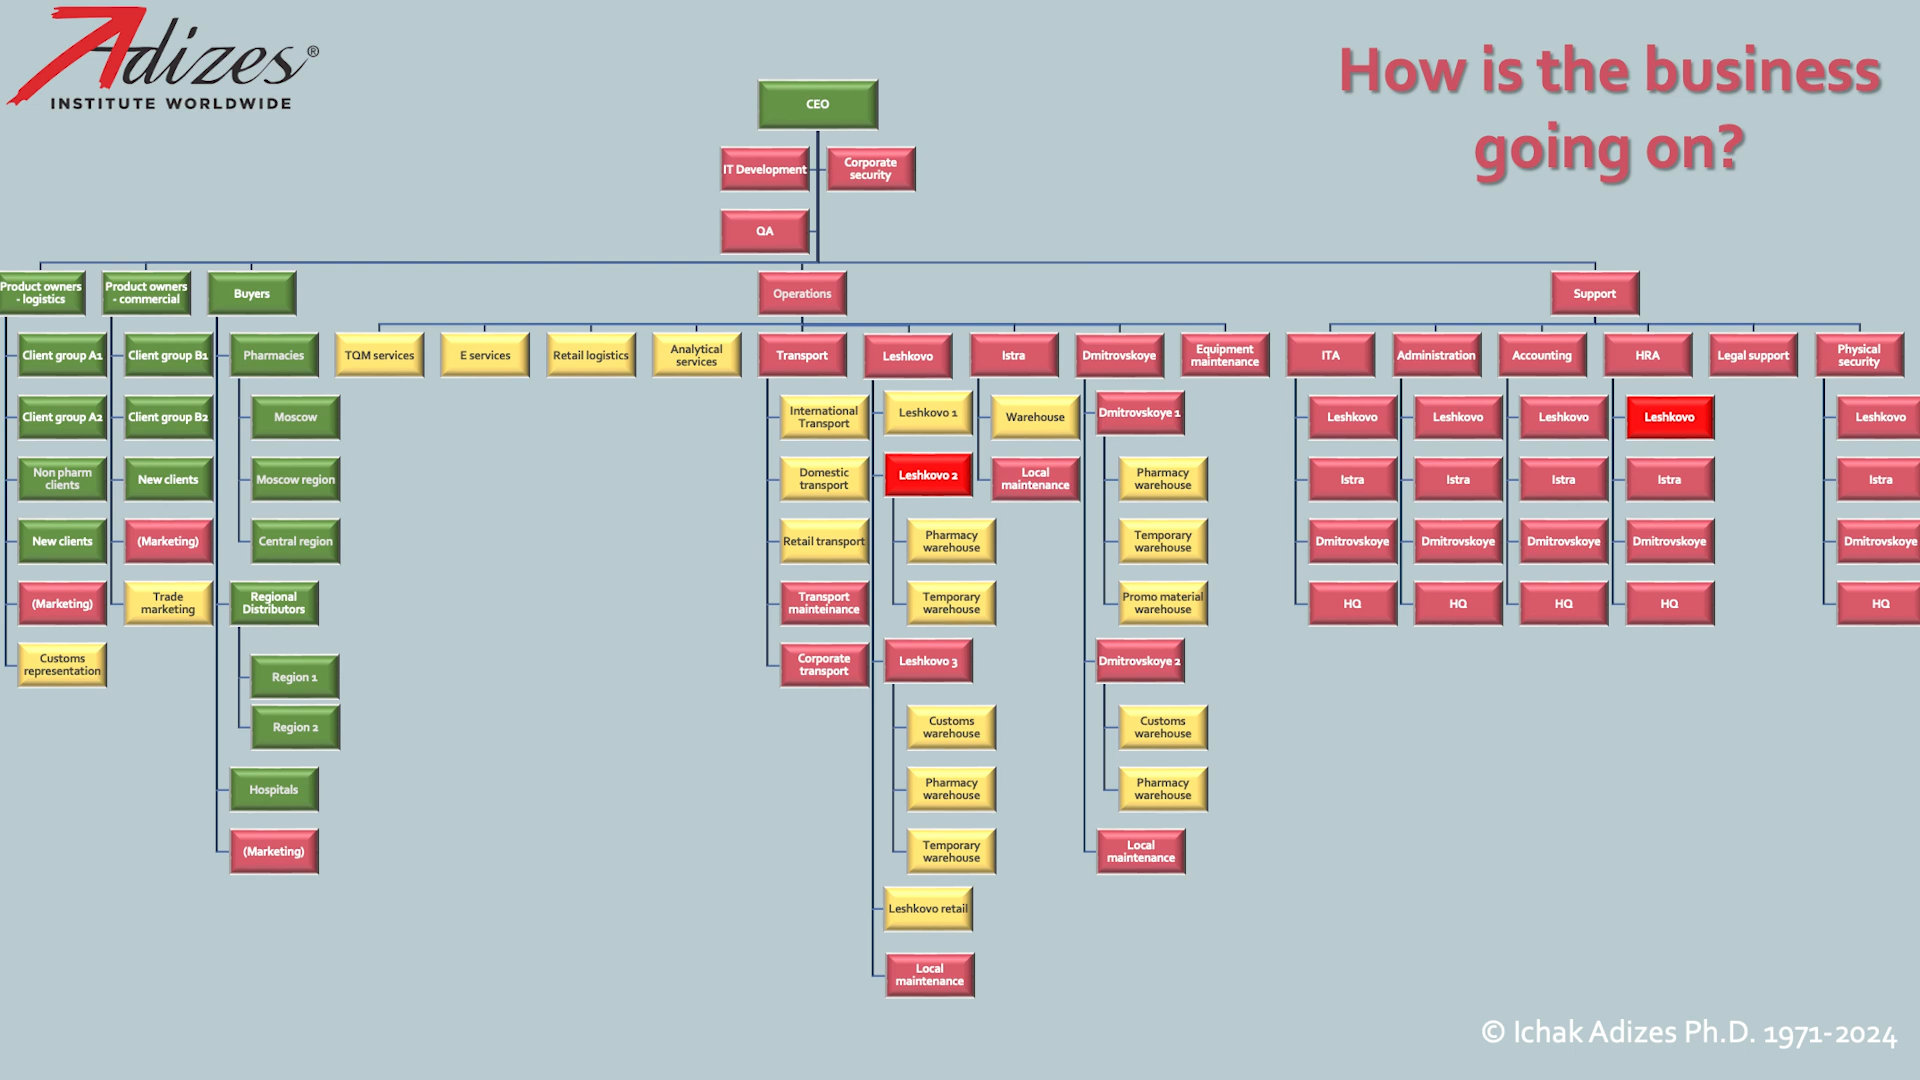 Adizes®
INSTITUTE WORLDWIDE
How is the business
going on?
CEO
IT Development
Corporate
security
QA
Product owners
- logistics
Product owners
- commercial
Buyers
Operations
Support
Client group A1
Client group A2
Non pharm
clients
New clients
(Marketing)
Customs
representation
Client group B1
Client group B2
New clients
(Marketing)
Trade
marketing
Pharmacies
Moscow
Moscow region
Central region
Regional
Distributors
Region 1
Region 2
Hospitals
(Marketing)
TQM services
E services
Retail logistics
Analytical
services
Transport
International
Transport
Domestic
transport
Retail transport
Transport
mainteinance
Corporate
transport
Leshkovo
Leshkovo 1
Leshkovo 2
Pharmacy
warehouse
Temporary
warehouse
Leshkovo 3
Customs
warehouse
Pharmacy
warehouse
Temporary
warehouse
Leshkovo retail
Local
maintenance
Istra
Warehouse
Local
maintenance
Dmitrovskoye
Dmitrovskoye 1
Pharmacy
warehouse
Temporary
warehouse
Promo material
warehouse
Dmitrovskoye 2
Customs
warehouse
Pharmacy
warehouse
Local
maintenance
Equipment
maintenance
ITA
Leshkovo
Istra
Dmitrovskoye
HQ
Administration
Leshkovo
Istra
Dmitrovskoye
HQ
Accounting
Leshkovo
Istra
Dmitrovskoye
HQ
HRA
Leshkovo
Istra
Dmitrovskoye
HQ
Legal support
Physical
security
Leshkovo
Istra
Dmitrovskoye
HQ
© Ichak Adizes Ph.D. 1971-2024